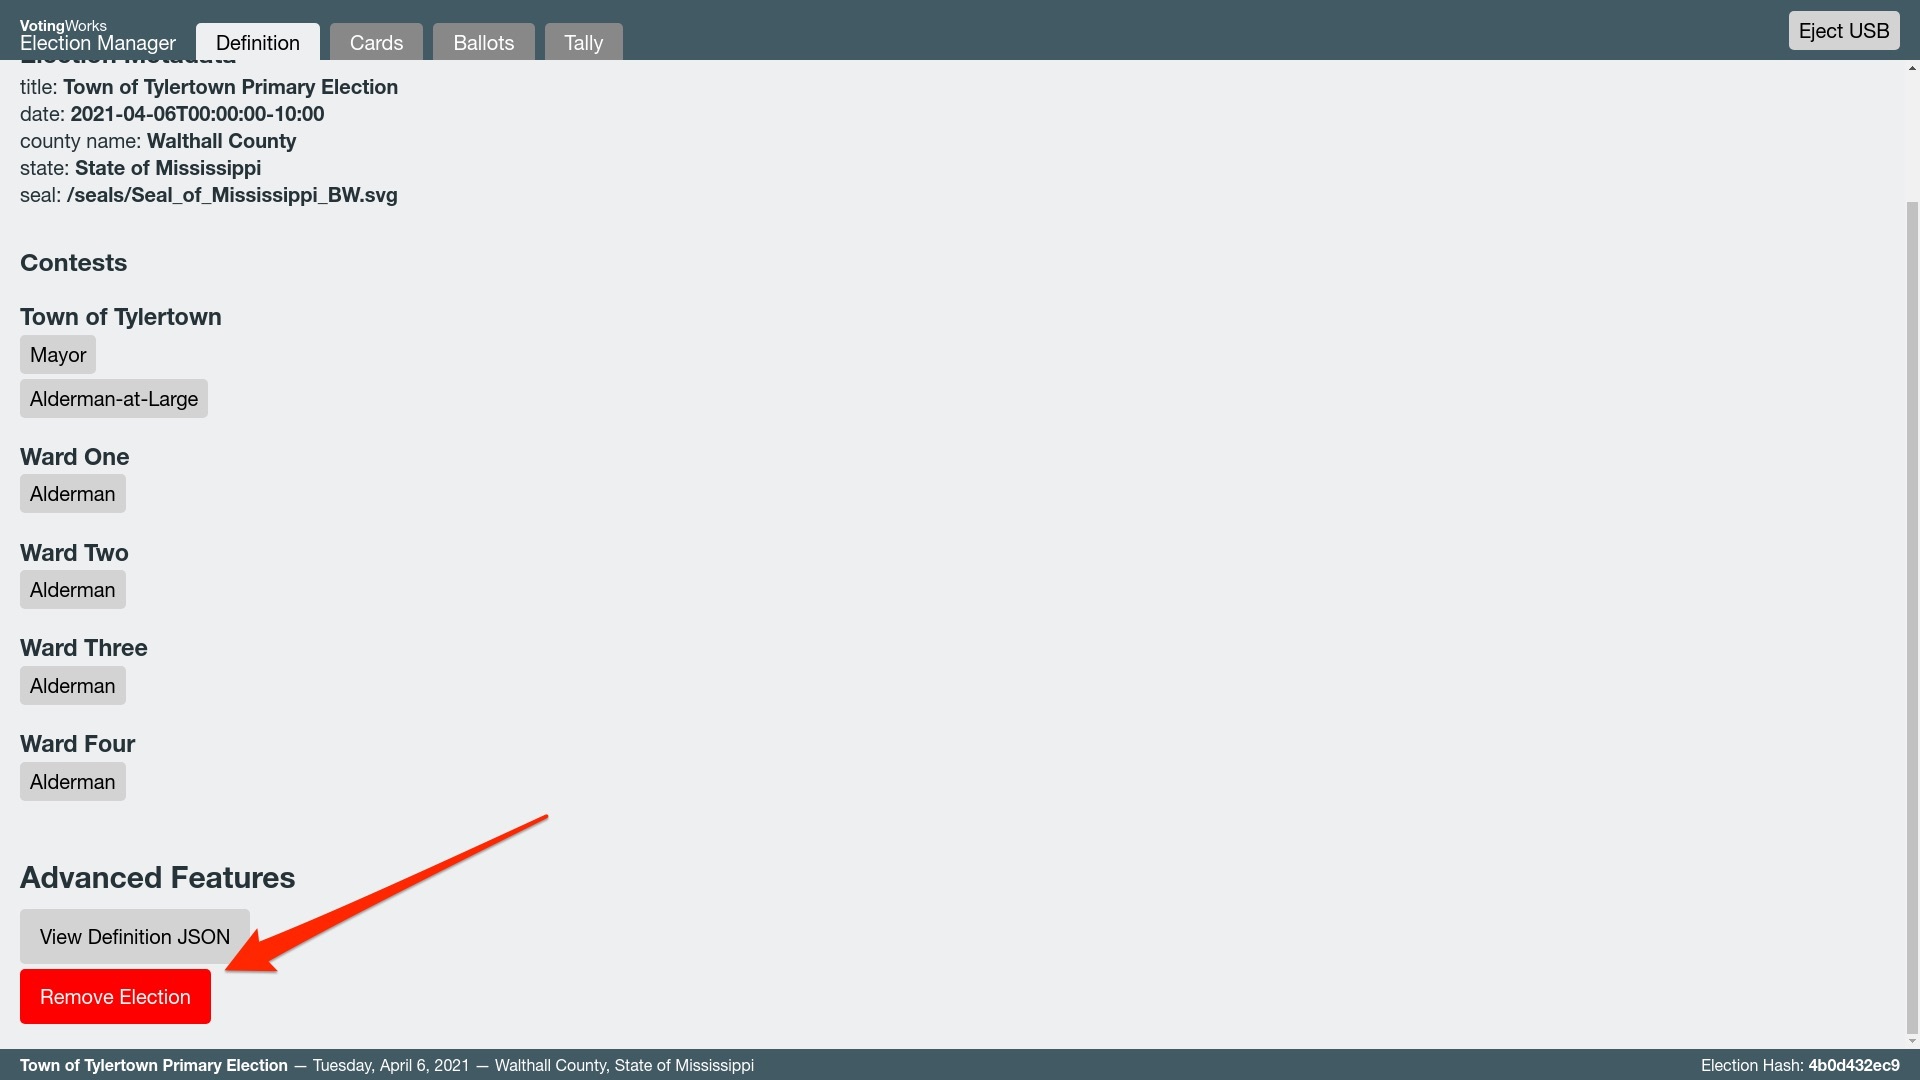 VotingWorks
Election Manager
Definition
Cards
Ballots
Tally
Eject USB
Election Metadata
title: Town of Tylertown Primary Election
date: 2021-04-06T00:00:00-10:00
county name: Walthall County
state: State of Mississippi
seal: /seals/Seal_of_Mississippi_BW.svg
Contests
Town of Tylertown
Mayor
Alderman-at-Large
Ward One
Alderman
Ward Two
Alderman
Ward Three
Alderman
Ward Four
Alderman
Advanced Features
View Definition JSON
Remove Election
Town of Tylertown Primary Election — Tuesday, April 6, 2021 — Walthall County, State of Mississippi
Election Hash: 4b0d432ec9